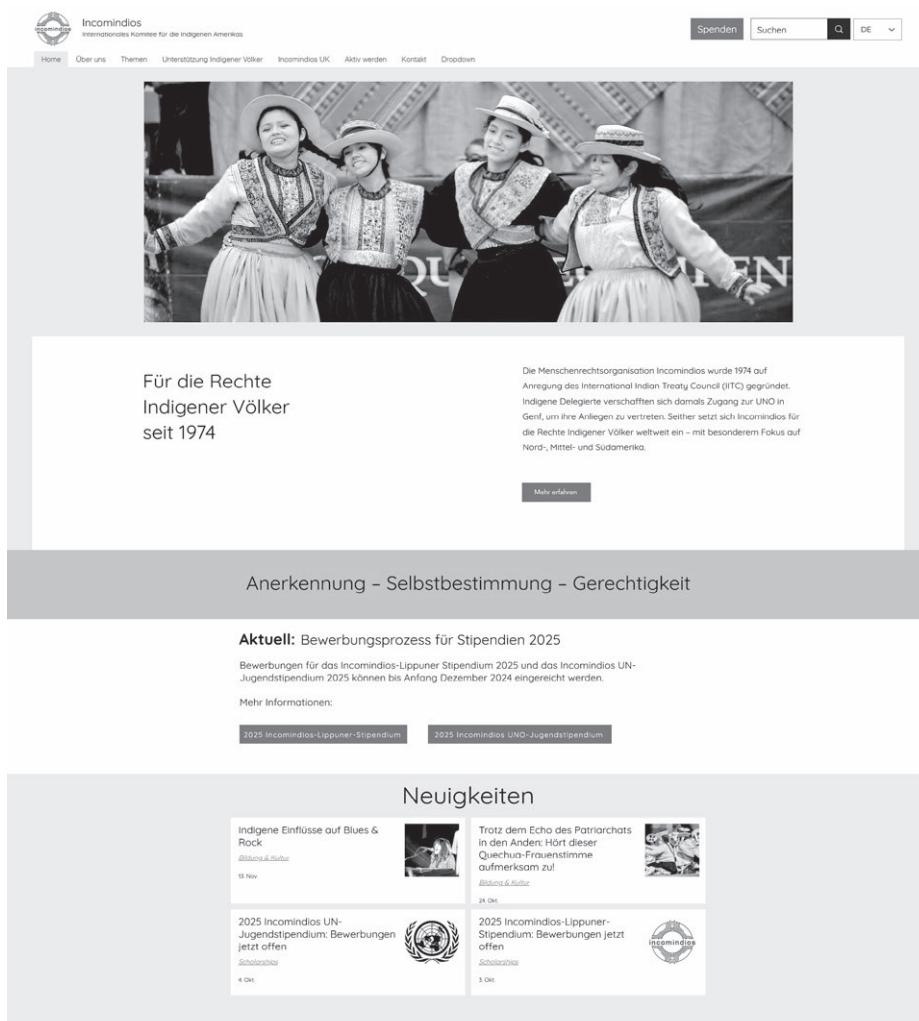 incomindios
Incomindios
Internationales Komitee für die Indigenen Amerikas
Spenden
Suchen
DE
Home Über uns Themen Unterstützung Indigener Völker Incomindios UK Aktiv werden Kontakt Dropdown
Für die Rechte
Indigener Völker
seit 1974
Die Menschenrechtsorganisation Incomindios wurde 1974 auf
Anregung des International Indian Treaty Council (IITC) gegründet.
Indigene Delegierte verschafften sich damals Zugang zur UNO in
Genf, um ihre Anliegen zu vertreten. Seither setzt sich Incomindios für
die Rechte Indigener Völker weltweit ein – mit besonderem Fokus auf
Nord-, Mittel- und Südamerika.
Mehr erfahren
Anerkennung – Selbstbestimmung – Gerechtigkeit
Aktuell: Bewerbungsprozess für Stipendien 2025
Bewerbungen für das Incomindios-Lippuner Stipendium 2025 und das Incomindios UN-
Jugendstipendium 2025 können bis Anfang Dezember 2024 eingereicht werden.
Mehr Informationen:
2025 Incomindios-Lippuner-Stipendium
2025 Incomindios UNO-Jugendstipendium
Neuigkeiten
Indigene Einflüsse auf Blues &
Rock
Bildung & Kultur
13. Nov.
Trotz dem Echo des Patriarchats
in den Anden: Hört dieser
Quechua-Frauenstimme
aufmerksam zu!
Bildung & Kultur
24. Okt.
2025 Incomindios UN-
Jugendstipendium: Bewerbungen
jetzt offen
Scholarships
4. Okt.
2025 Incomindios-Lippuner-
Stipendium: Bewerbungen jetzt
offen
Scholarships
3. Okt.
incomindios